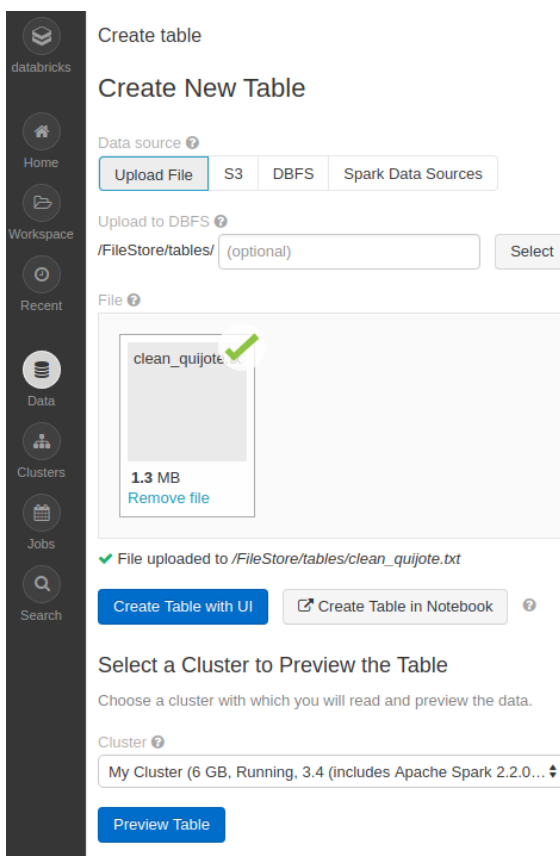 databricks
Home
Workspace
Recent
Data
Clusters
Jobs
Search
Create table
Create New Table
Data source
Upload File S3 DBFS Spark Data Sources
Upload to DBFS
/FileStore/tables/ (optional) Select
File
clean_quijote
1.3 MB
Remove file
File uploaded to /FileStore/tables/clean_quijote.txt
Create Table with UI Create Table in Notebook
Select a Cluster to Preview the Table
Choose a cluster with which you will read and preview the data.
Cluster
My Cluster (6 GB, Running, 3.4 (includes Apache Spark 2.2.0...
Preview Table